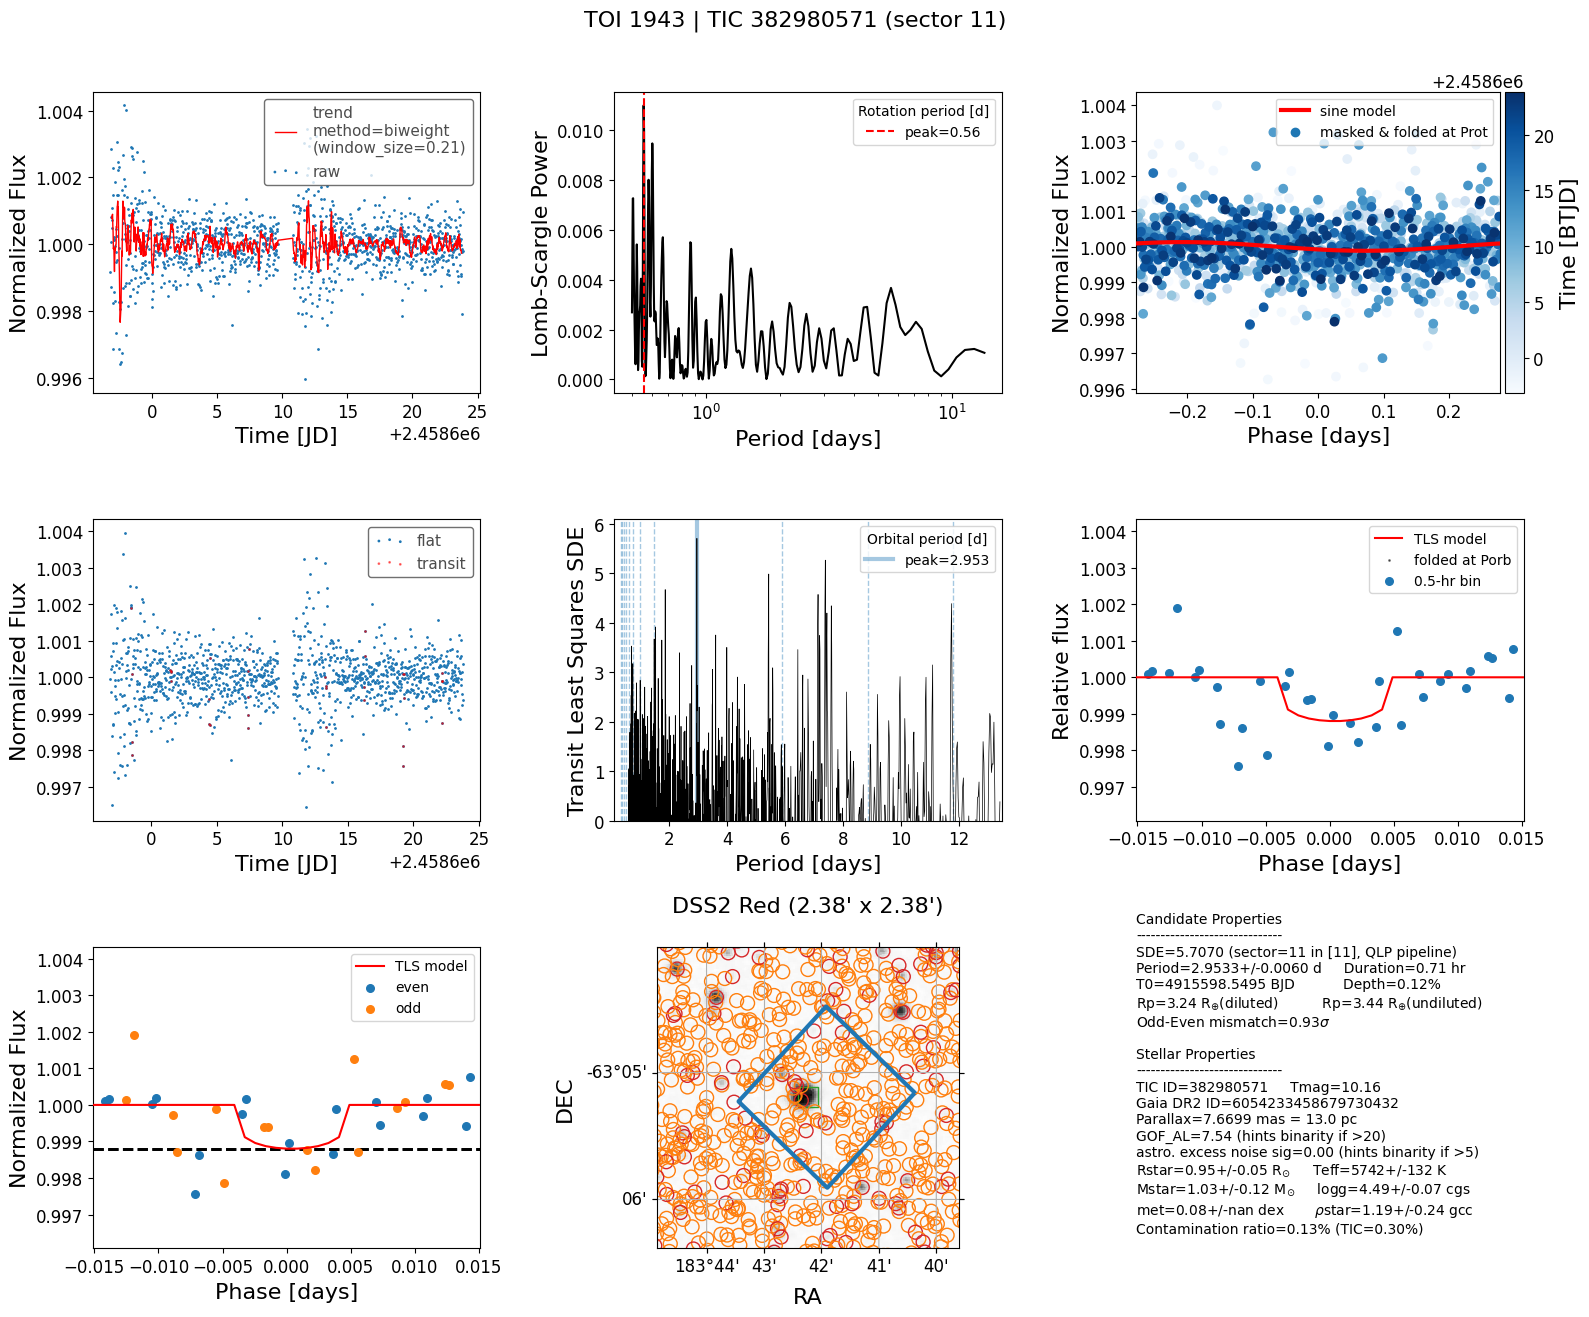 TOI 1943 | TIC 382980571 (sector 11)
Normalized Flux
1.004
1.002
1.000
0.998
0.996
trend
method=biweight
(window_size=0.21)
raw
0
5
10
15
20
25
Time [JD]
+2.4586e6
Lomb-Scargle Power
0.010
0.008
0.006
0.004
0.002
0.000
Rotation period [d]
peak=0.56
10⁰
10¹
Period [days]
Normalized Flux
1.004
1.003
1.002
1.001
1.000
0.999
0.998
0.997
0.996
sine model
masked & folded at Prot
−0.2
−0.1
0.0
0.1
0.2
Phase [days]
+2.4586e6
20
15
10
5
0
Time [BTJD]
Normalized Flux
1.004
1.003
1.002
1.001
1.000
0.999
0.998
0.997
flat
transit
0
5
10
15
20
25
Time [JD]
+2.4586e6
Transit Least Squares SDE
6
5
4
3
2
1
0
Orbital period [d]
peak=2.953
2
4
6
8
10
12
Period [days]
Relative flux
1.004
1.003
1.002
1.001
1.000
0.999
0.998
0.997
TLS model
folded at Porb
0.5-hr bin
−0.015
−0.010
−0.005
0.000
0.005
0.010
0.015
Phase [days]
Normalized Flux
1.004
1.003
1.002
1.001
1.000
0.999
0.998
0.997
TLS model
even
odd
−0.015
−0.010
−0.005
0.000
0.005
0.010
0.015
Phase [days]
DSS2 Red (2.38' x 2.38')
DEC
-63°05'
06'
183°44'
43'
42'
41'
40'
RA
Candidate Properties
------------------------------
SDE=5.7070 (sector=11 in [11], QLP pipeline)
Period=2.9533+/-0.0060 d Duration=0.71 hr
T0=4915598.5495 BJD Depth=0.12%
Rp=3.24 R⊕(diluted) Rp=3.44 R⊕(undiluted)
Odd-Even mismatch=0.93σ
Stellar Properties
------------------------------
TIC ID=382980571 Tmag=10.16
Gaia DR2 ID=6054233458679730432
Parallax=7.6699 mas = 13.0 pc
GOF_AL=7.54 (hints binarity if >20)
astro. excess noise sig=0.00 (hints binarity if >5)
Rstar=0.95+/-0.05 R☉ Teff=5742+/-132 K
Mstar=1.03+/-0.12 M☉ logg=4.49+/-0.07 cgs
met=0.08+/-nan dex ρstar=1.19+/-0.24 gcc
Contamination ratio=0.13% (TIC=0.30%)